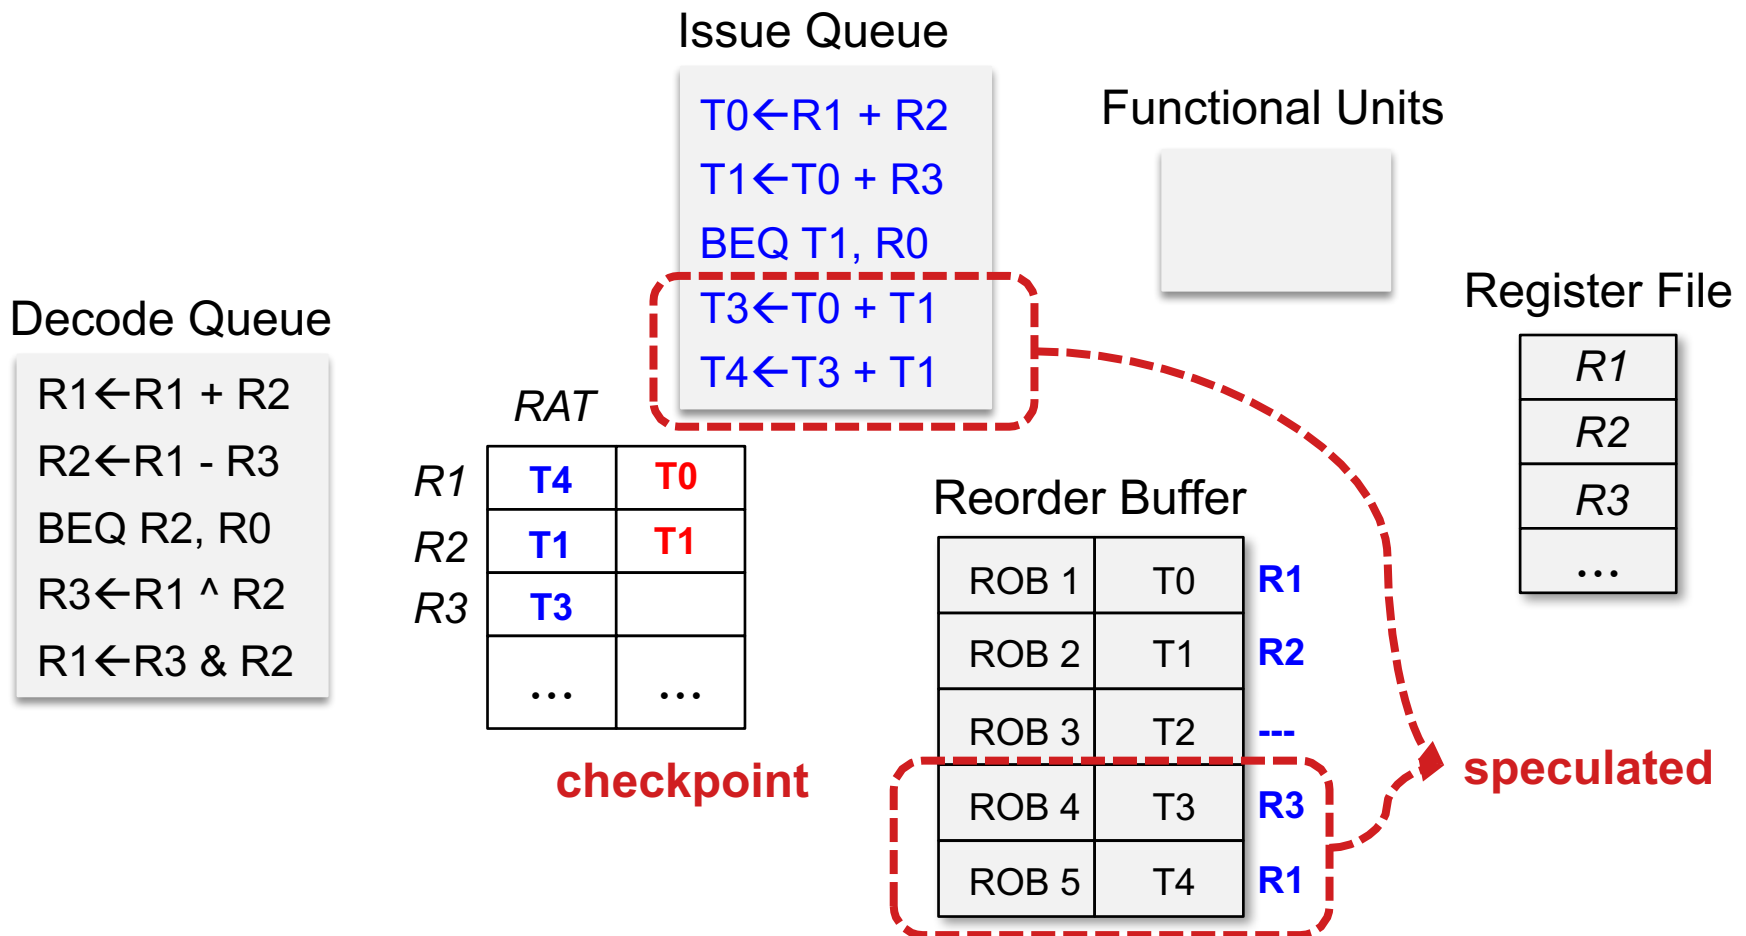 Issue Queue
T0←R1 + R2
T1←T0 + R3
BEQ T1, R0
T3←T0 + T1
T4←T3 + T1
Functional Units
Register File
R1
R2
R3
...
Decode Queue
R1←R1 + R2
R2←R1 - R3
BEQ R2, R0
R3←R1 ^ R2
R1←R3 & R2
RAT
R1 T4 T0
R2 T1 T1
R3 T3
... ...
checkpoint
Reorder Buffer
ROB 1 T0 R1
ROB 2 T1 R2
ROB 3 T2 ---
ROB 4 T3 R3
ROB 5 T4 R1
speculated